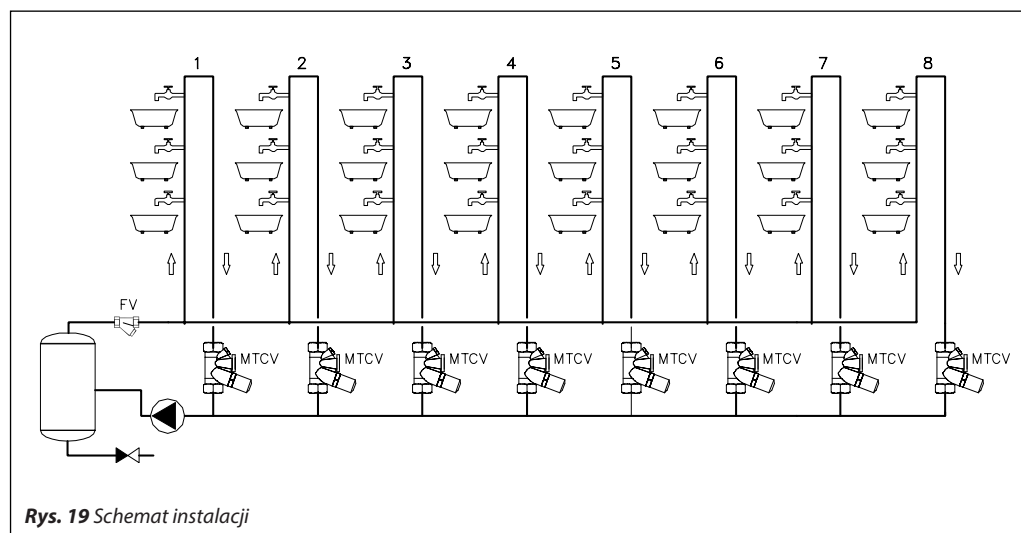 1 2 3 4 5 6 7 8
FV
MTCV MTCV MTCV MTCV MTCV MTCV MTCV MTCV
Rys. 19 Schemat instalacji